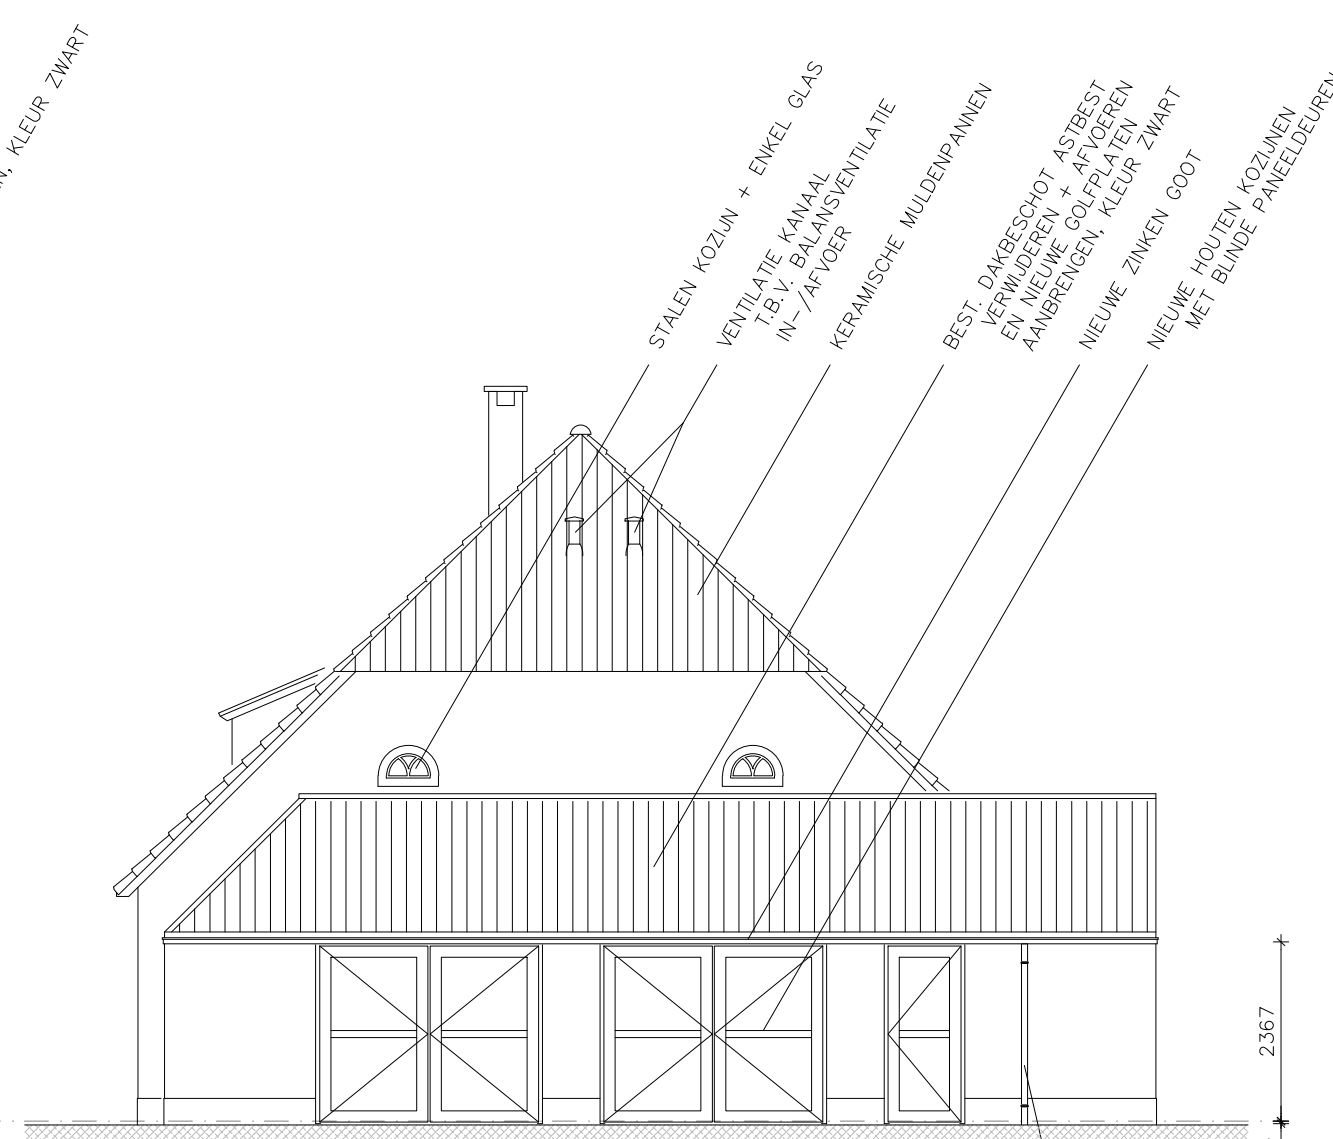 , KLEUR ZWART
STALEN KOZIJN + ENKEL GLAS
VENTILATIE KANAAL
T.B.V. BALANSVENTILATIE
IN-/AFVOER
KERAMISCHE MULDENPANNEN
BEST. DAKBESCHOT ASTBEST
VERWIJDEREN + AFVOEREN
EN NIEUWE GOLFPLATEN
AANBRENGEN, KLEUR ZWART
NIEUWE ZINKEN GOOT
NIEUWE HOUTEN KOZIJNEN
MET BLINDE PANEELDEUREN
2367